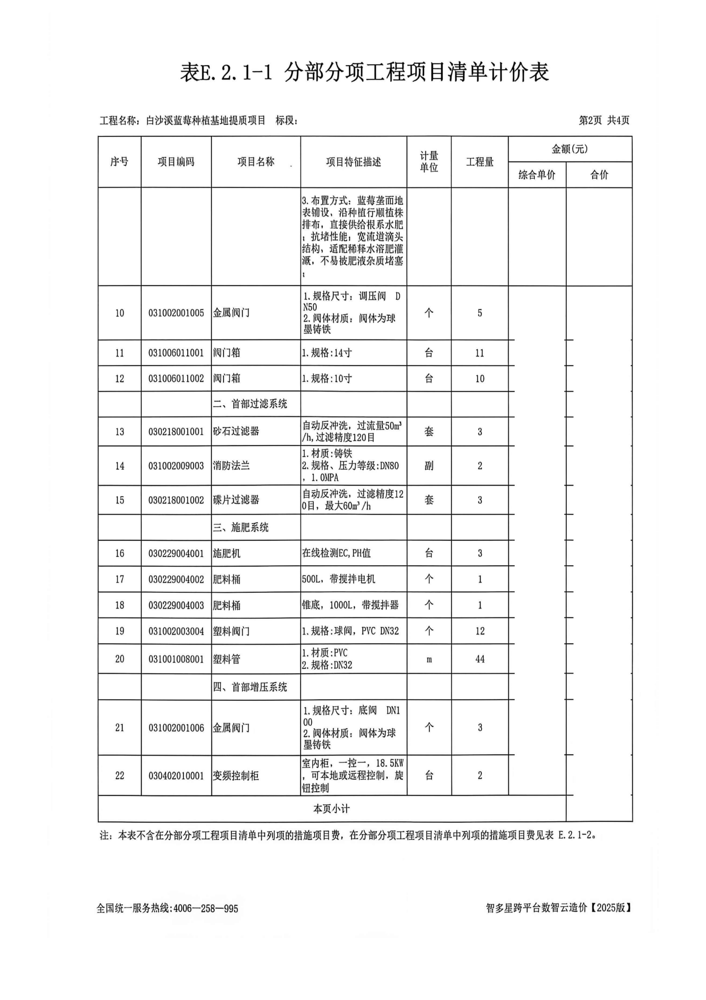 表E.2.1-1 分部分项工程项目清单计价表
工程名称：白沙溪蓝莓种植基地提质项目 标段：
第2页 共4页
序号 项目编码 项目名称 项目特征描述 计量单位 工程量 金额(元)
综合单价 合价
3.布置方式：蓝莓垄面地
表铺设、沿种植行顺植株
排布，直接供给根系水肥
；抗堵性能：宽流道滴头
结构，适配稀释水溶肥灌
溉，不易被肥液杂质堵塞
；
10 031002001005 金属阀门 1.规格尺寸：调压阀 D
N50
2.阀体材质：阀体为球
墨铸铁
个 5
11 031006011001 阀门箱 1.规格:14寸 台 11
12 031006011002 阀门箱 1.规格:10寸 台 10
二、首部过滤系统
13 030218001001 砂石过滤器 自动反冲洗，过流量50m³
/h,过滤精度120目
套 3
14 031002009003 消防法兰 1.材质:铸铁
2.规格、压力等级:DN80
，1.0MPA
副 2
15 030218001002 碟片过滤器 自动反冲洗，过滤精度12
0目，最大60m³/h
套 3
三、施肥系统
16 030229004001 施肥机 在线检测EC,PH值 台 3
17 030229004002 肥料桶 500L，带搅拌电机 个 1
18 030229004003 肥料桶 锥底，1000L，带搅拌器 个 1
19 031002003004 塑料阀门 1.规格:球阀，PVC DN32 个 12
20 031001008001 塑料管 1.材质:PVC
2.规格:DN32
m 44
四、首部增压系统
21 031002001006 金属阀门 1.规格尺寸：底阀 DN1
00
2.阀体材质：阀体为球
墨铸铁
个 3
22 030402010001 变频控制柜 室内柜，一控一，18.5KW
，可本地或远程控制，旋
钮控制
台 2
本页小计
注：本表不含在分部分项工程项目清单中列项的措施项目费，在分部分项工程项目清单中列项的措施项目费见表 E.2.1-2。
全国统一服务热线:4006—258—995
智多星跨平台数智云造价【2025版】